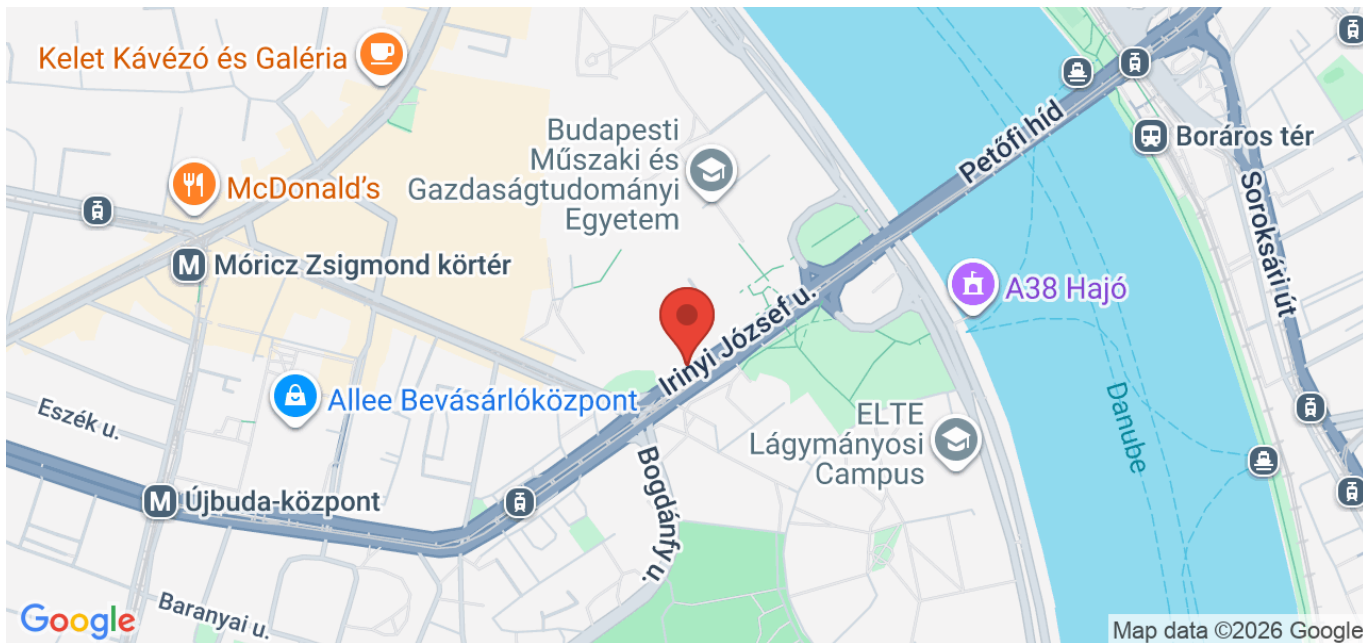 Kelet Kávézó és Galéria
Budapesti
Műszaki és
Gazdaságtudományi
Egyetem
Petőfi híd
Boráros tér
McDonald's
Soroksári út
M
Móricz Zsigmond körtér
A38 Hajó
Irinyi József u.
Allee Bevásárlóközpont
Eszék u.
ELTE
Lágymányosi
Campus
Danube
M
Újbuda-központ
Bogdánfy u.
Baranyai u.
Google
Map data ©2026 Google